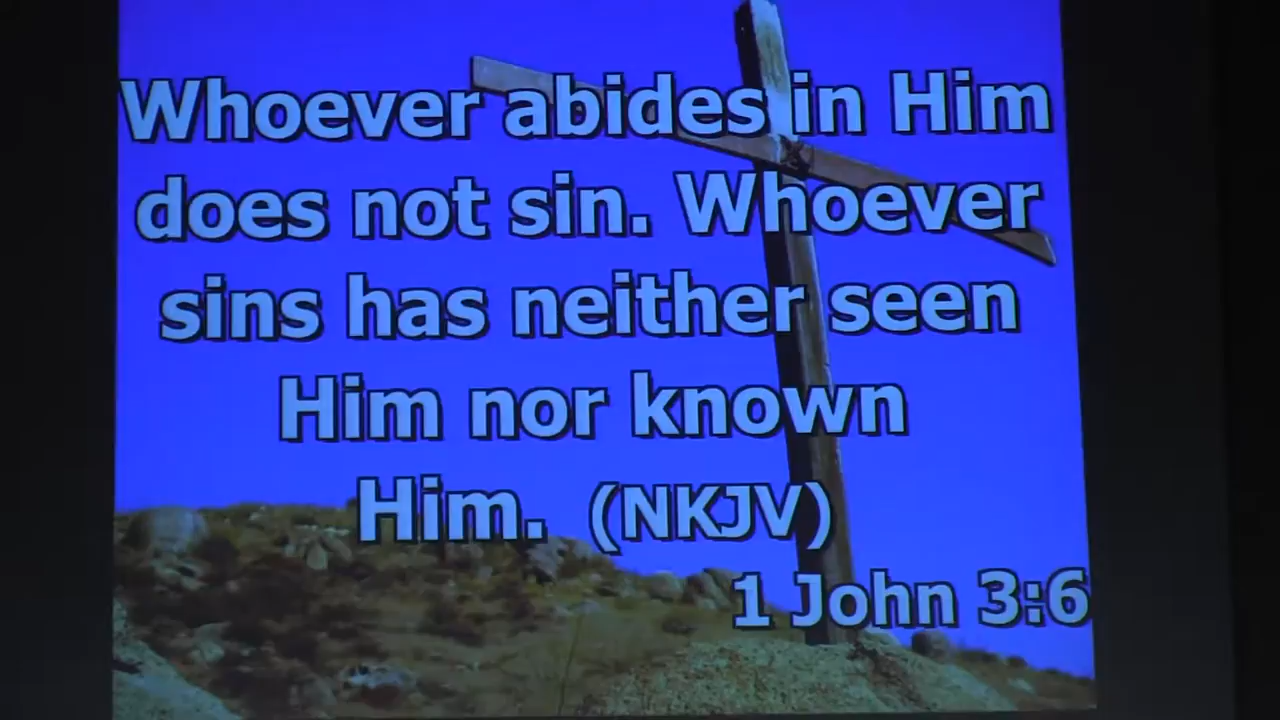 Whoever abides in Him
does not sin. Whoever
sins has neither seen
Him nor known
Him. (NKJV)
1 John 3:6